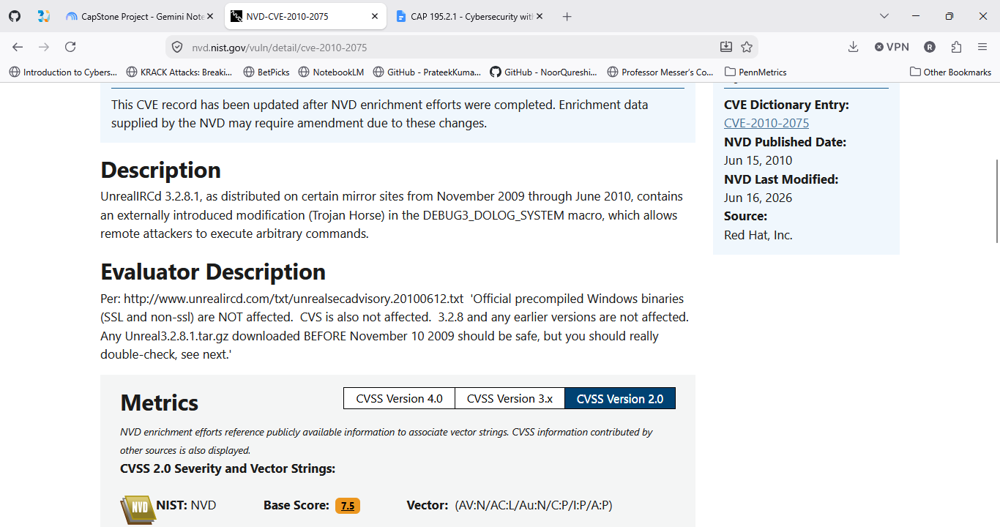 CapStone Project - Gemini Note
NVD-CVE-2010-2075
CAP 195.2.1 - Cybersecurity wit
nvd.nist.gov/vuln/detail/cve-2010-2075
VPN
R
Introduction to Cybers...
KRACK Attacks: Breaki...
BetPicks
NotebookLM
GitHub - PrateekKuma...
GitHub - NoorQureshi...
Professor Messer's Co...
PennMetrics
Other Bookmarks
This CVE record has been updated after NVD enrichment efforts were completed. Enrichment data
supplied by the NVD may require amendment due to these changes.
Description
UnrealIRCd 3.2.8.1, as distributed on certain mirror sites from November 2009 through June 2010, contains
an externally introduced modification (Trojan Horse) in the DEBUG3_DOLOG_SYSTEM macro, which allows
remote attackers to execute arbitrary commands.
Evaluator Description
Per: http://www.unrealircd.com/txt/unrealsecadvisory.20100612.txt 'Official precompiled Windows binaries
(SSL and non-ssl) are NOT affected. CVS is also not affected. 3.2.8 and any earlier versions are not affected.
Any Unreal3.2.8.1.tar.gz downloaded BEFORE November 10 2009 should be safe, but you should really
double-check, see next.'
Metrics
CVSS Version 4.0
CVSS Version 3.x
CVSS Version 2.0
NVD enrichment efforts reference publicly available information to associate vector strings. CVSS information contributed by
other sources is also displayed.
CVSS 2.0 Severity and Vector Strings:
NVD
NIST: NVD
Base Score: 7.5
Vector: (AV:N/AC:L/Au:N/C:P/I:P/A:P)
CVE Dictionary Entry:
CVE-2010-2075
NVD Published Date:
Jun 15, 2010
NVD Last Modified:
Jun 16, 2026
Source:
Red Hat, Inc.